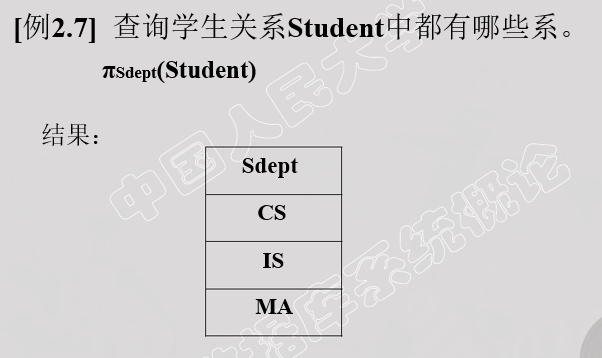 [例2.7] 查询学生关系Student中都有哪些系。
πSdept(Student)
结果：
Sdept
CS
IS
MA
中国人民大学
数据库系统概论